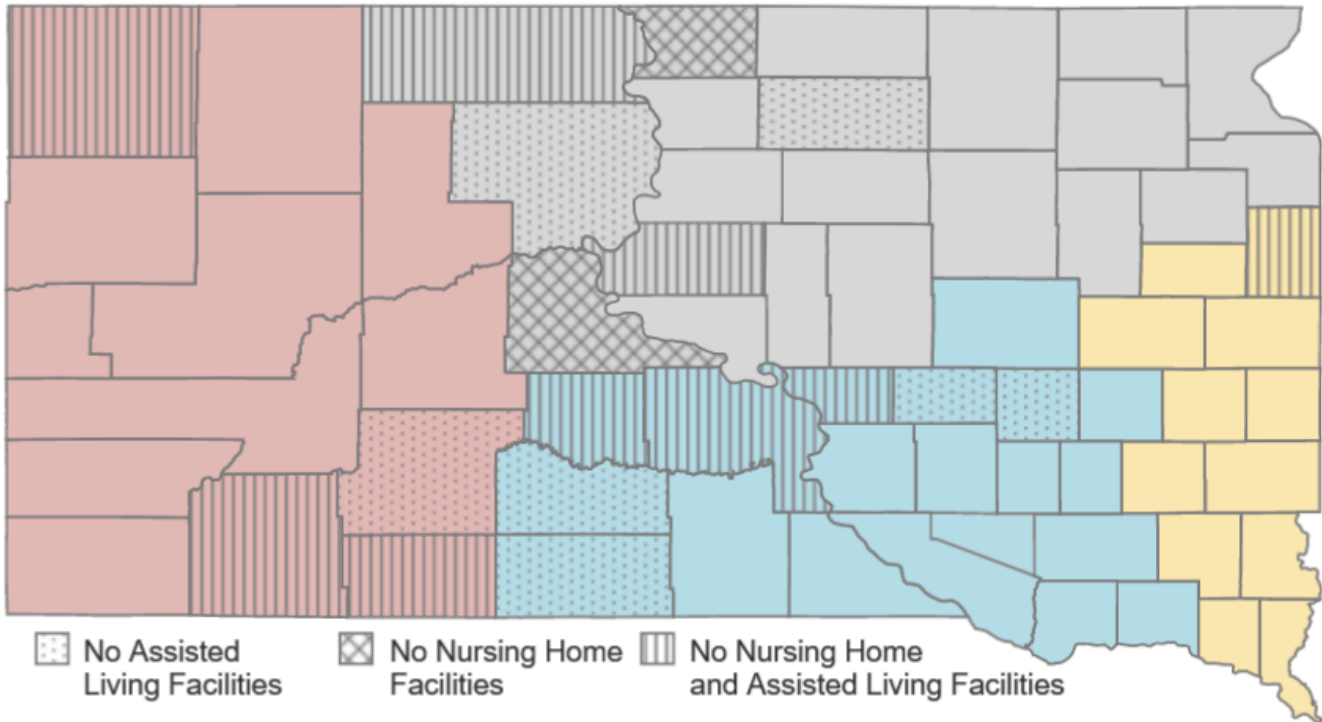 No Assisted
Living Facilities
No Nursing Home
Facilities
No Nursing Home
and Assisted Living Facilities